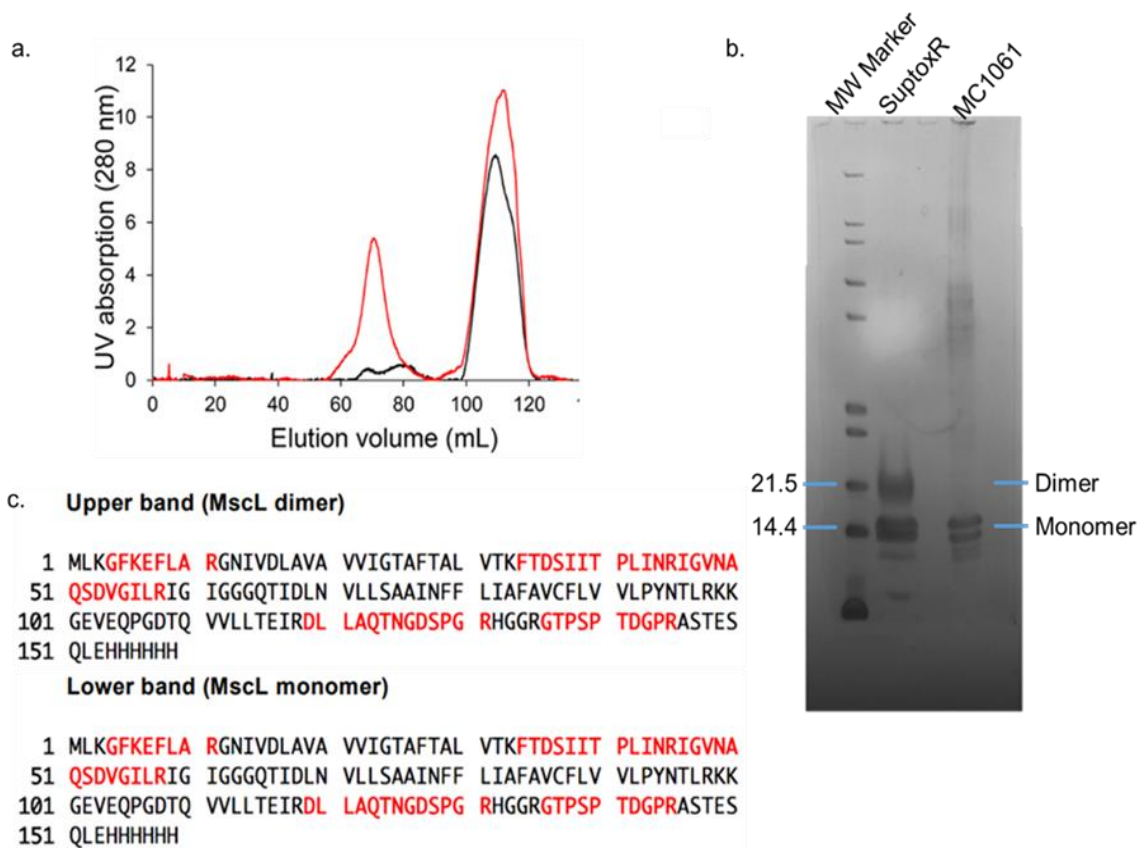 a.
12
10
8
6
4
2
0
UV absorption (280 nm)
0 20 40 60 80 100 120
Elution volume (mL)
b.
MW Marker
SuptoxR
MC1061
21.5
14.4
Dimer
Monomer
c.
Upper band (MscL dimer)
1 MLKGFKEFLA RGNIVDLAVA VVIGTAFTAL VTKFTDSIIT PLINRIGVNA
51 QSDVGILRIG IGGGQTIDLN VLLSAAINFF LIAFAVCFLV VLPYNTLRKK
101 GEVEQPGDTQ VVLLTEIRDL LAQTNGDSPG RHGGRGTPSP TDGPRASTES
151 QLEHHHHHH
Lower band (MscL monomer)
1 MLKGFKEFLA RGNIVDLAVA VVIGTAFTAL VTKFTDSIIT PLINRIGVNA
51 QSDVGILRIG IGGGQTIDLN VLLSAAINFF LIAFAVCFLV VLPYNTLRKK
101 GEVEQPGDTQ VVLLTEIRDL LAQTNGDSPG RHGGRGTPSP TDGPRASTES
151 QLEHHHHHH